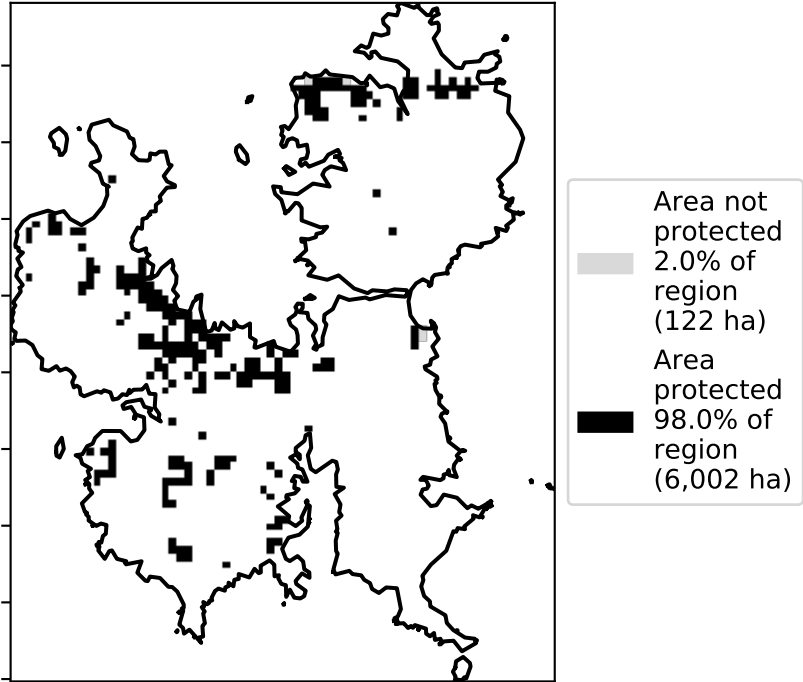 Area not
protected
2.0% of
region
(122 ha)
Area
protected
98.0% of
region
(6,002 ha)